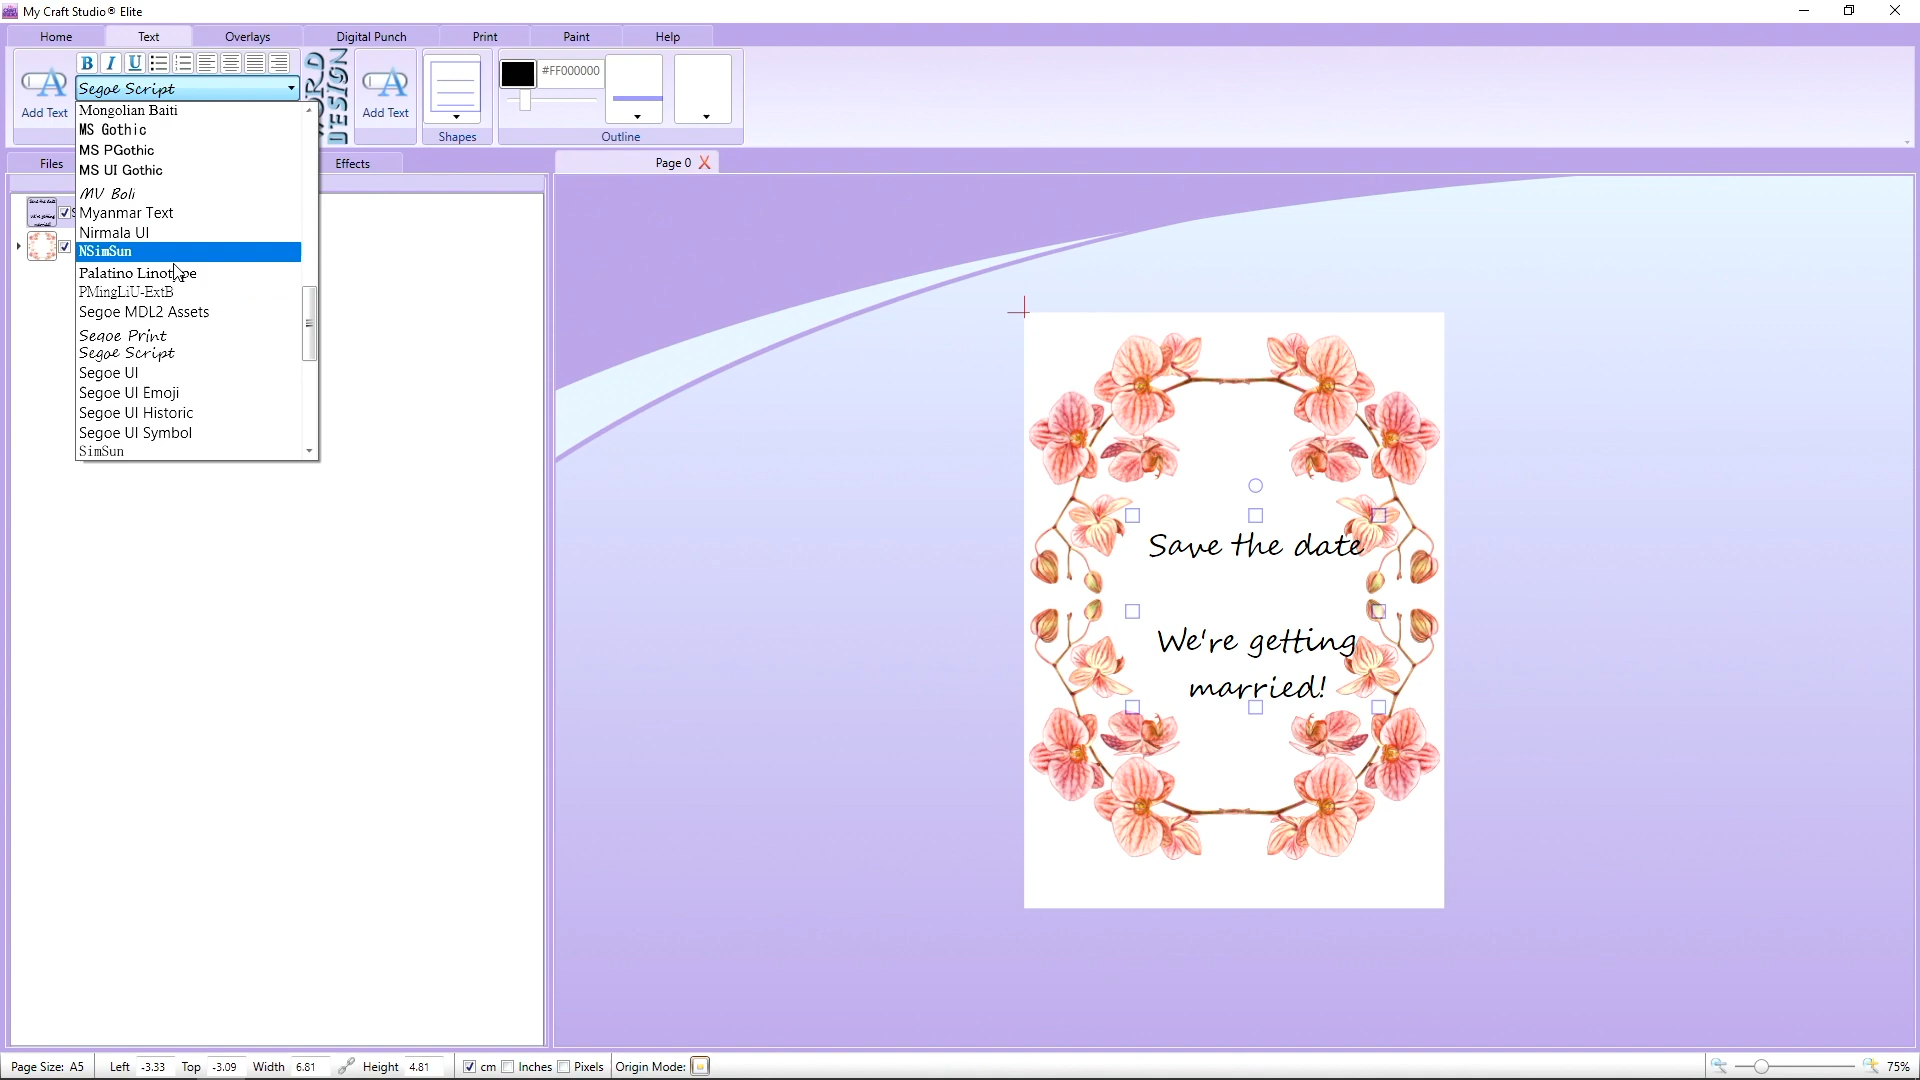 My Craft Studio® Elite
Home Text Overlays Digital Punch Print Paint Help
B I U
Segoe Script
#FF000000
Add Text
DESIGN
Add Text
Shapes
Outline
Files
Effects
Page 0
Mongolian Baiti
MS Gothic
MS PGothic
MS UI Gothic
MV Boli
Myanmar Text
Nirmala UI
NSimSun
Palatino Linotype
PMingLiU-ExtB
Segoe MDL2 Assets
Segoe Print
Segoe Script
Segoe UI
Segoe UI Emoji
Segoe UI Historic
Segoe UI Symbol
SimSun
Save the date
We're getting
married!
Page Size: A5 Left -3.33 Top -3.09 Width 6.81 Height 4.81 cm Inches Pixels Origin Mode: 75%